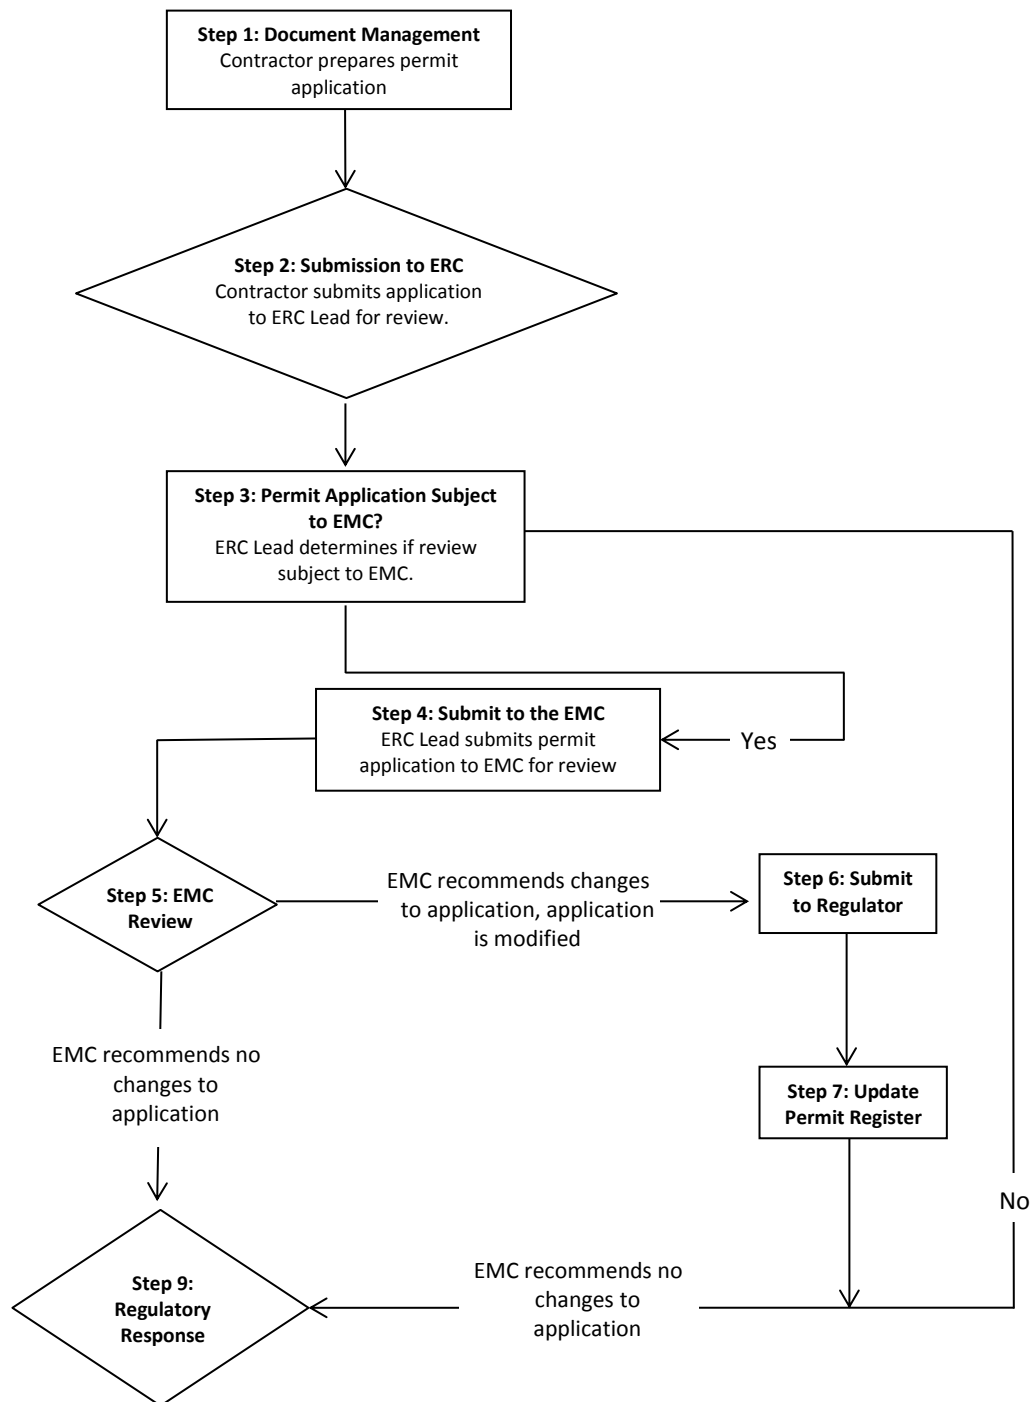 Step 1: Document Management
Contractor prepares permit
application
Step 2: Submission to ERC
Contractor submits application
to ERC Lead for review.
Step 3: Permit Application Subject
to EMC?
ERC Lead determines if review
subject to EMC.
Step 4: Submit to the EMC
ERC Lead submits permit
application to EMC for review
Yes
Step 5: EMC
Review
EMC recommends changes
to application, application
is modified
Step 6: Submit
to Regulator
EMC recommends no
changes to
application
Step 7: Update
Permit Register
No
Step 9:
Regulatory
Response
EMC recommends no
changes to
application